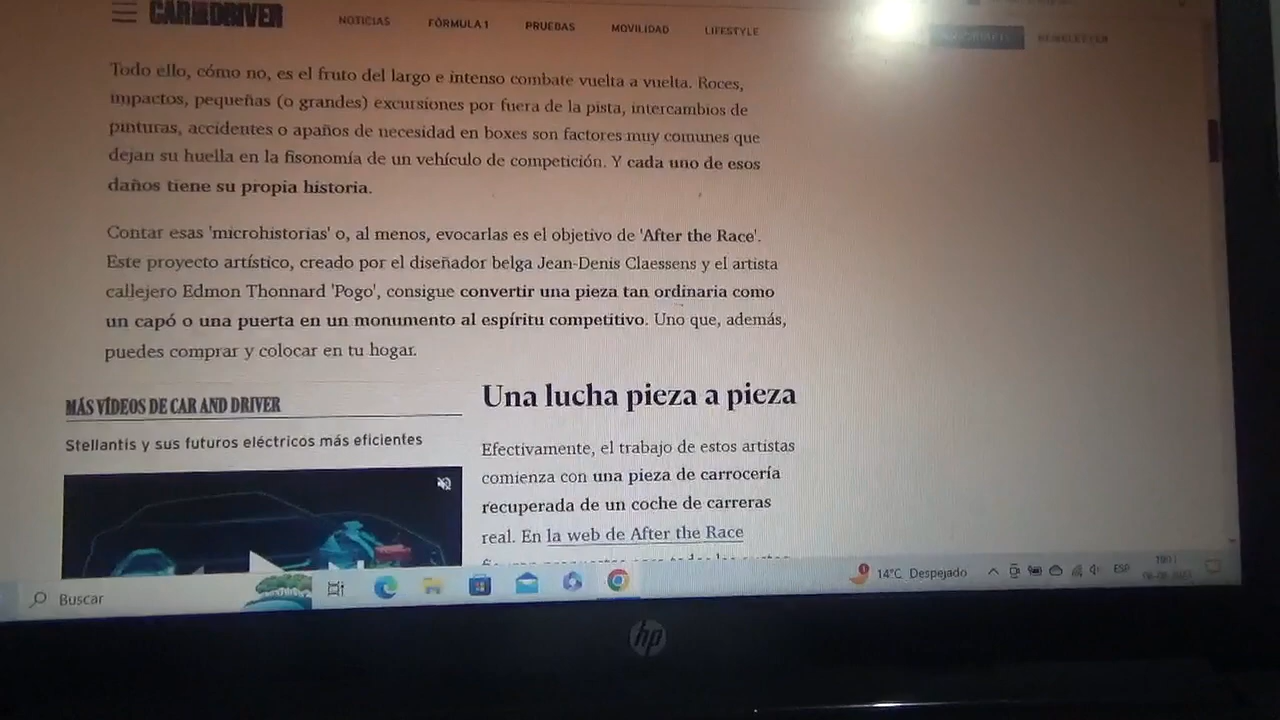 CAR AND DRIVER
NOTICIAS FÓRMULA 1 PRUEBAS MOVILIDAD LIFESTYLE NEWSLETTER
Todo ello, cómo no, es el fruto del largo e intenso combate vuelta a vuelta. Roces,
impactos, pequeñas (o grandes) excursiones por fuera de la pista, intercambios de
pinturas, accidentes o apaños de necesidad en boxes son factores muy comunes que
dejan su huella en la fisonomía de un vehículo de competición. Y cada uno de esos
daños tiene su propia historia.
Contar esas 'microhistorias' o, al menos, evocarlas es el objetivo de 'After the Race'.
Este proyecto artístico, creado por el diseñador belga Jean-Denis Claessens y el artista
callejero Edmon Thonnard 'Pogo', consigue convertir una pieza tan ordinaria como
un capó o una puerta en un monumento al espíritu competitivo. Uno que, además,
puedes comprar y colocar en tu hogar.
MÁS VÍDEOS DE CAR AND DRIVER
Stellantis y sus futuros eléctricos más eficientes
Una lucha pieza a pieza
Efectivamente, el trabajo de estos artistas
comienza con una pieza de carrocería
recuperada de un coche de carreras
real. En la web de After the Race
Buscar
14°C Despejado
ESP
hp